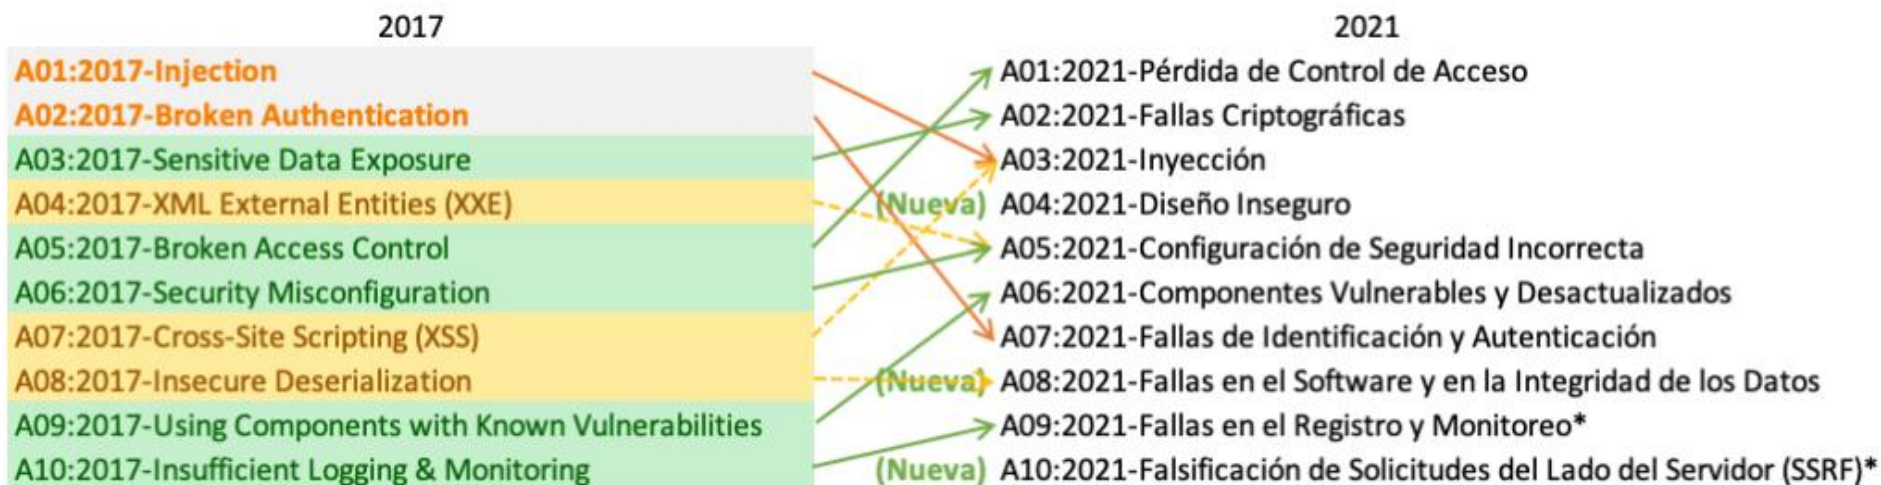 2017
A01:2017-Injection
A02:2017-Broken Authentication
A03:2017-Sensitive Data Exposure
A04:2017-XML External Entities (XXE)
A05:2017-Broken Access Control
A06:2017-Security Misconfiguration
A07:2017-Cross-Site Scripting (XSS)
A08:2017-Insecure Deserialization
A09:2017-Using Components with Known Vulnerabilities
A10:2017-Insufficient Logging & Monitoring
2021
A01:2021-Pérdida de Control de Acceso
A02:2021-Fallas Criptográficas
A03:2021-Inyección
(Nueva) A04:2021-Diseño Inseguro
A05:2021-Configuración de Seguridad Incorrecta
A06:2021-Componentes Vulnerables y Desactualizados
A07:2021-Fallas de Identificación y Autenticación
(Nueva) A08:2021-Fallas en el Software y en la Integridad de los Datos
A09:2021-Fallas en el Registro y Monitoreo*
(Nueva) A10:2021-Falsificación de Solicitudes del Lado del Servidor (SSRF)*